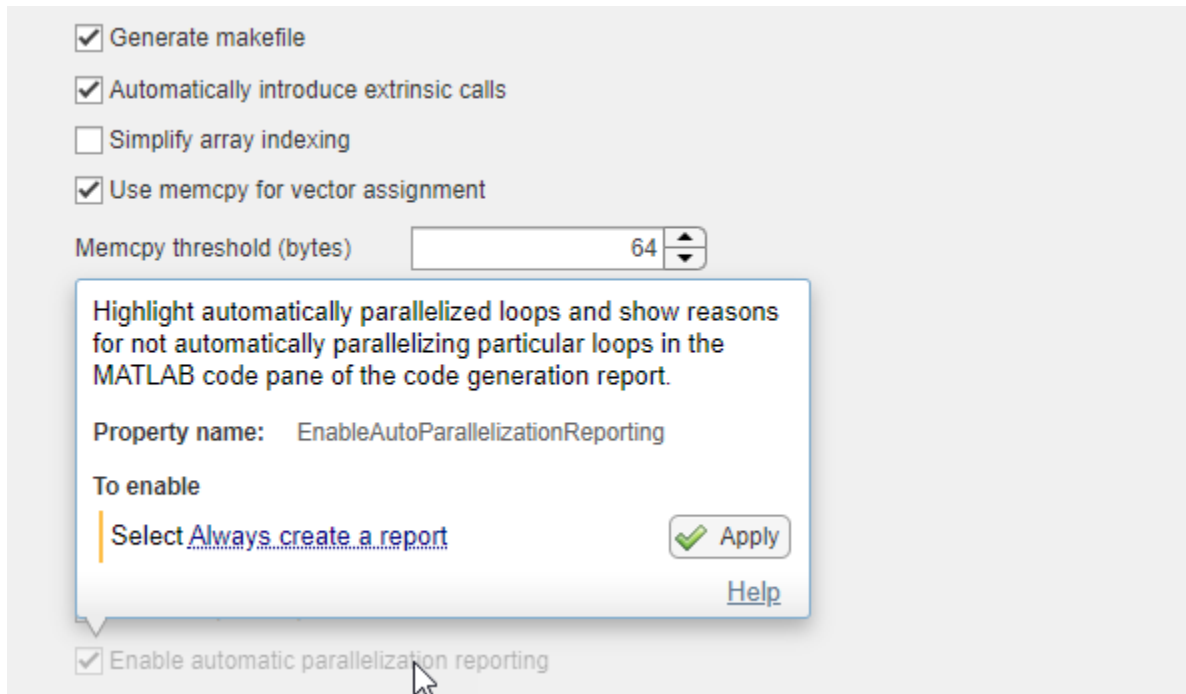 Generate makefile
Automatically introduce extrinsic calls
Simplify array indexing
Use memcpy for vector assignment
Memcpy threshold (bytes) 64
Highlight automatically parallelized loops and show reasons
for not automatically parallelizing particular loops in the
MATLAB code pane of the code generation report.
Property name: EnableAutoParallelizationReporting
To enable
Select Always create a report Apply
Help
Enable automatic parallelization reporting